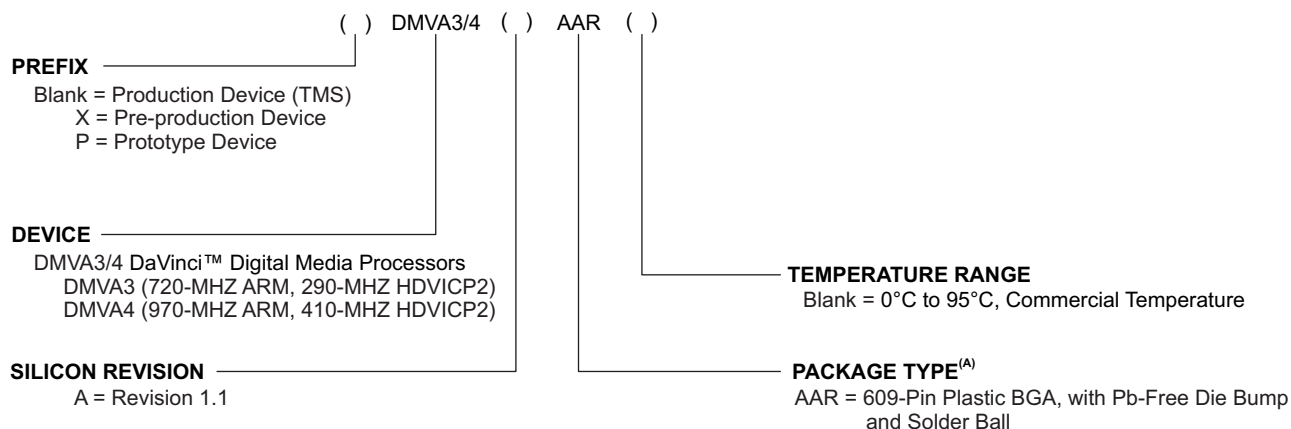 ( ) DMVA3/4 ( ) AAR ( )
PREFIX
Blank = Production Device (TMS)
X = Pre-production Device
P = Prototype Device
DEVICE
DMVA3/4 DaVinci™ Digital Media Processors
DMVA3 (720-MHZ ARM, 290-MHZ HDVICP2)
DMVA4 (970-MHZ ARM, 410-MHZ HDVICP2)
SILICON REVISION
A = Revision 1.1
TEMPERATURE RANGE
Blank = 0°C to 95°C, Commercial Temperature
PACKAGE TYPE(A)
AAR = 609-Pin Plastic BGA, with Pb-Free Die Bump
and Solder Ball